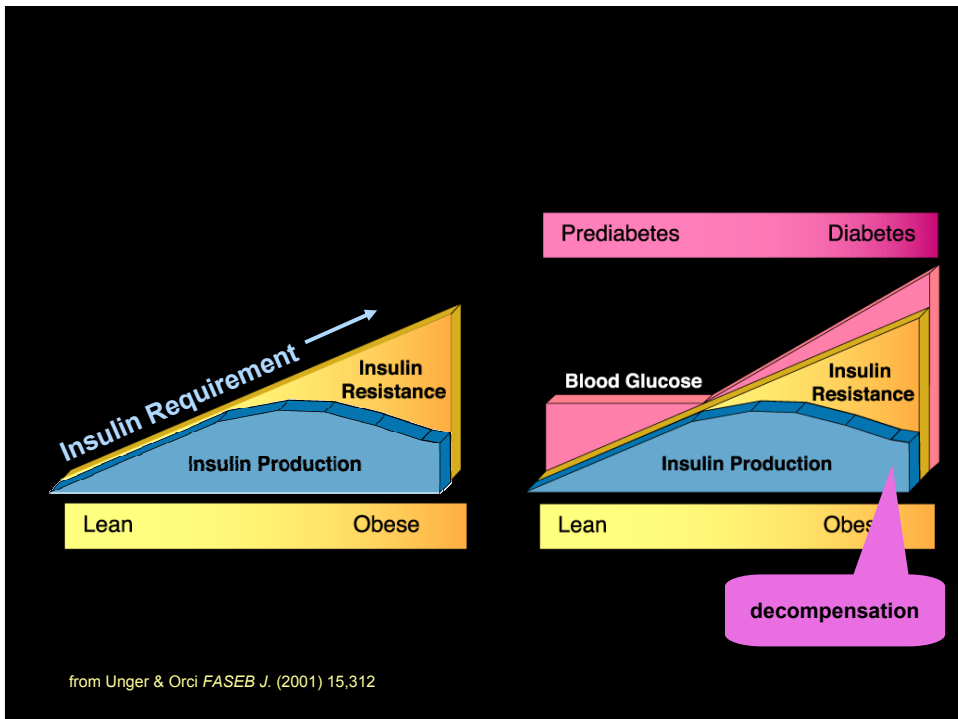 Insulin Requirement
Insulin
Resistance
Insulin Production
Lean Obese
Prediabetes Diabetes
Blood Glucose
Insulin
Resistance
Insulin Production
Lean Obes
decompensation
from Unger & Orci FASEB J. (2001) 15,312